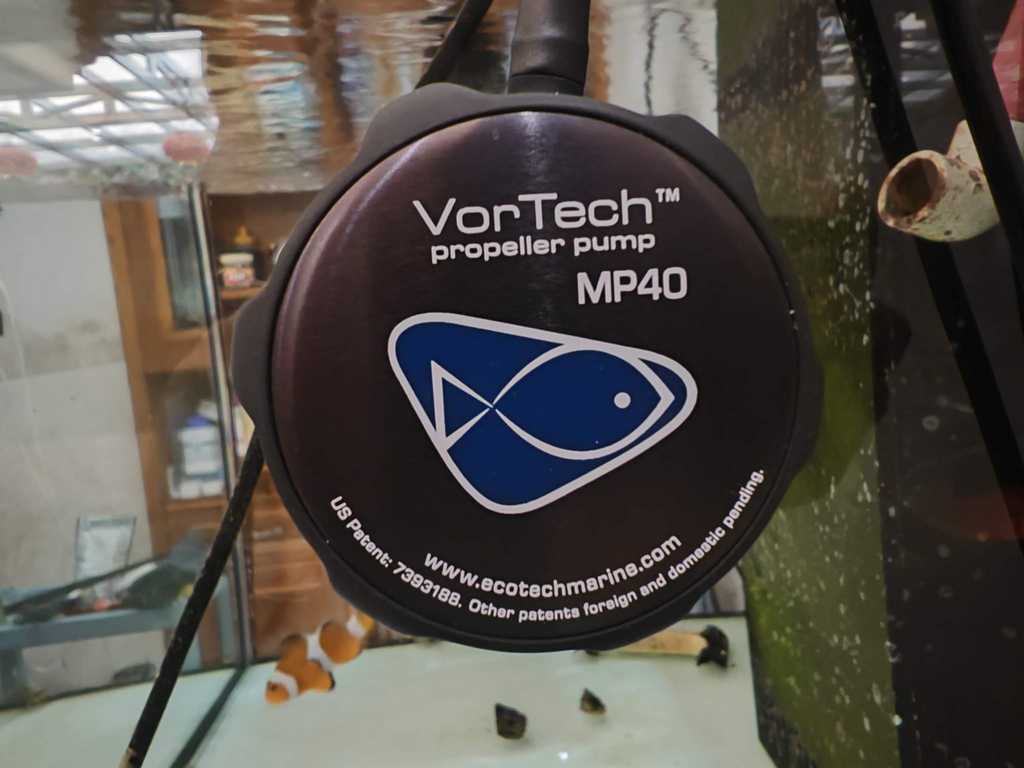 VorTech™
propeller pump
MP40
www.ecotechmarine.com
US Patent: 7393188. Other patents foreign and domestic pending.